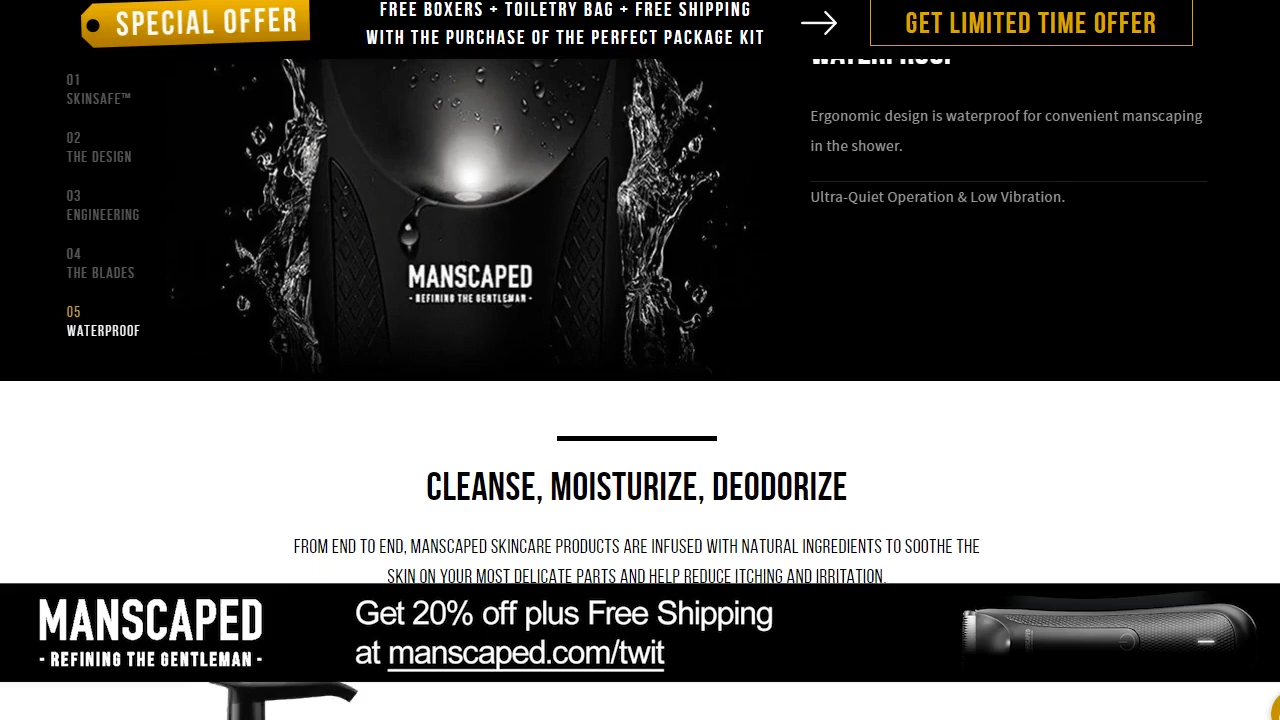 SPECIAL OFFER
FREE BOXERS + TOILETRY BAG + FREE SHIPPING
WITH THE PURCHASE OF THE PERFECT PACKAGE KIT
GET LIMITED TIME OFFER
01
SKINSAFE™
02
THE DESIGN
03
ENGINEERING
04
THE BLADES
05
WATERPROOF
MANSCAPED
- REFINING THE GENTLEMAN -
WATERPROOF
Ergonomic design is waterproof for convenient manscaping
in the shower.
Ultra-Quiet Operation & Low Vibration.
CLEANSE, MOISTURIZE, DEODORIZE
FROM END TO END, MANSCAPED SKINCARE PRODUCTS ARE INFUSED WITH NATURAL INGREDIENTS TO SOOTHE THE
SKIN ON YOUR MOST DELICATE PARTS AND HELP REDUCE ITCHING AND IRRITATION.
MANSCAPED
- REFINING THE GENTLEMAN -
Get 20% off plus Free Shipping
at manscaped.com/twit